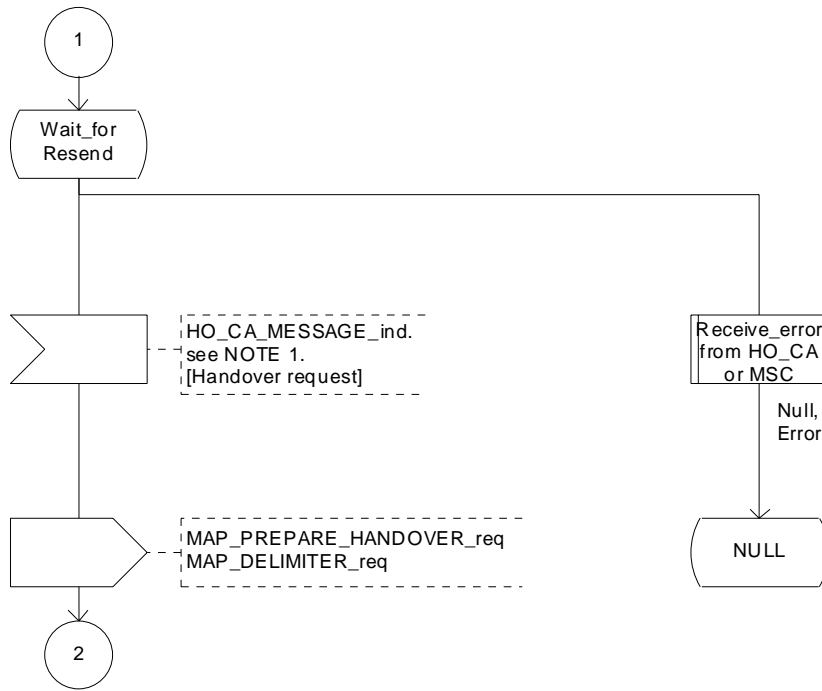 1
Wait_for
Resend
HO_CA_MESSAGE_ind.
see NOTE 1.
[Handover request]
Receive_error
from HO_CA
or MSC
Null,
Error
MAP_PREPARE_HANDOVER_req
MAP_DELIMITER_req
NULL
2